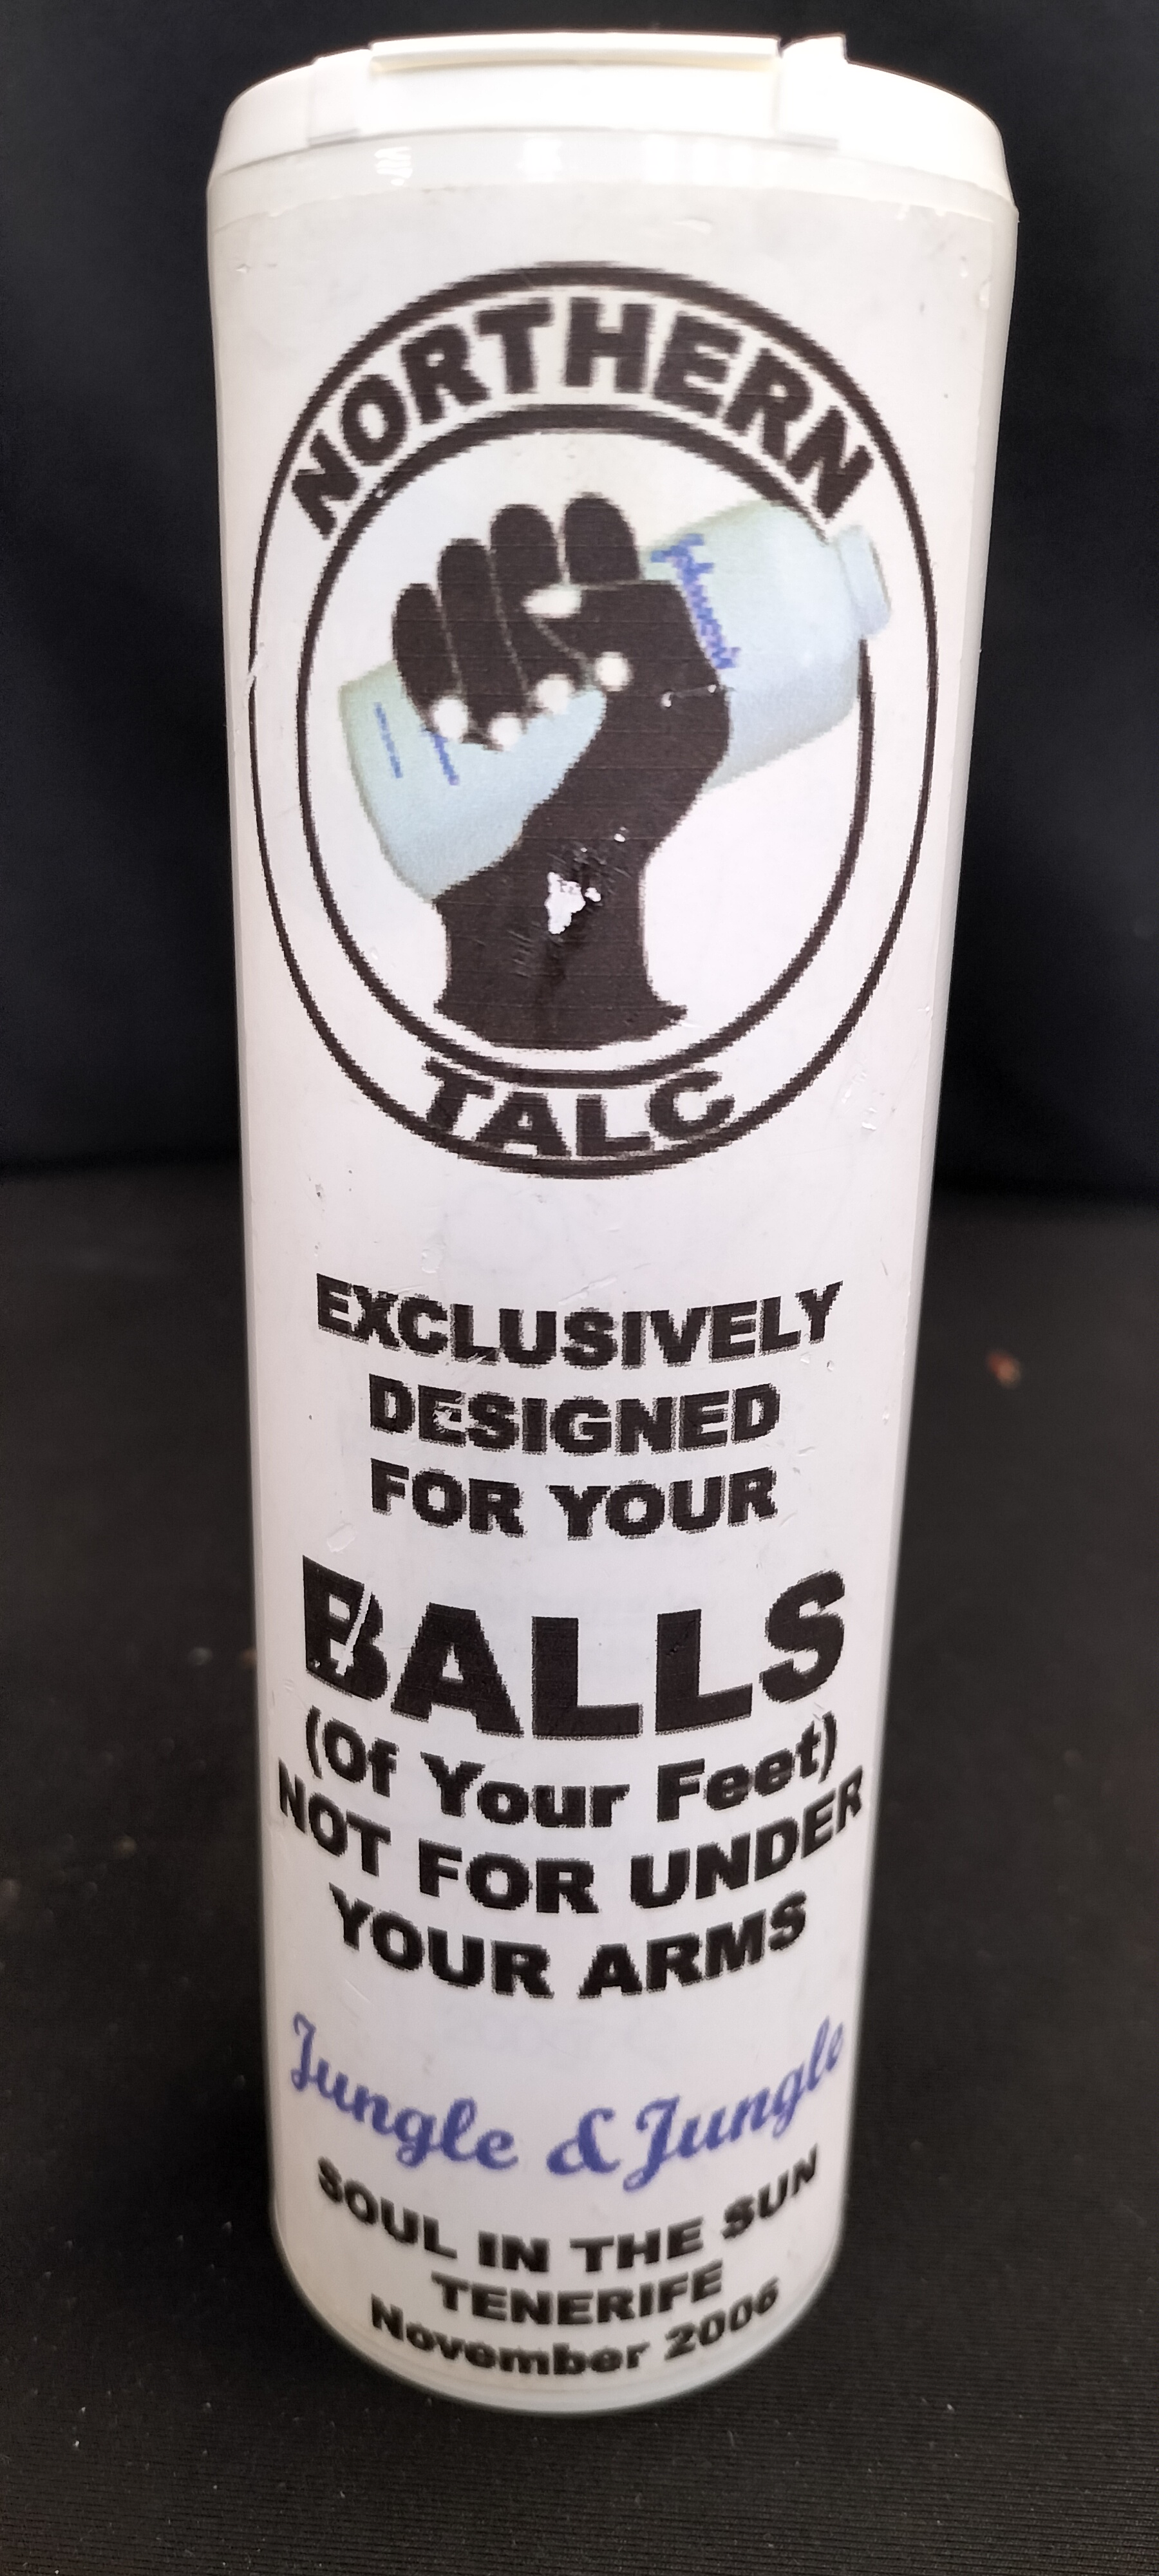 NORTHERN
Johnson's
TALC
EXCLUSIVELY
DESIGNED
FOR YOUR
BALLS
(Of Your Feet)
NOT FOR UNDER
YOUR ARMS
Jungle & Jungle
SOUL IN THE SUN
TENERIFE
November 2006